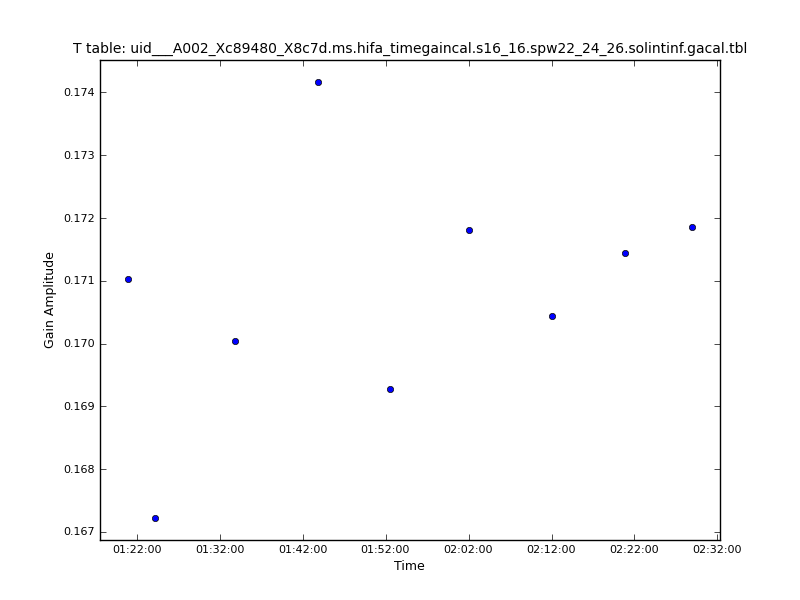 T table: uid___A002_Xc89480_X8c7d.ms.hifa_timegaincal.s16_16.spw22_24_26.solintinf.gacal.tbl
0.174
0.173
0.172
0.171
0.170
0.169
0.168
0.167
Gain Amplitude
01:22:00 01:32:00 01:42:00 01:52:00 02:02:00 02:12:00 02:22:00 02:32:00
Time